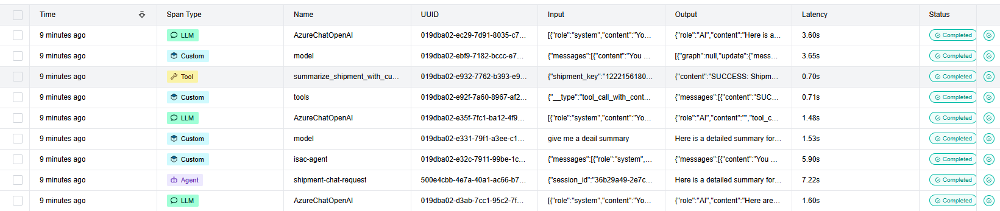 Time Span Type Name UUID Input Output Latency Status
9 minutes ago LLM AzureChatOpenAI 019dba02-ec29-7d91-8035-c7... [{"role":"system","content":"Yo... {"role":"AI","content":"Here is a... 3.60s Completed
9 minutes ago Custom model 019dba02-ebf9-7182-bccc-e7... {"messages":[{"content":"You ... [{"graph":null,"update":{"mess... 3.65s Completed
9 minutes ago Tool summarize_shipment_with_cu... 019dba02-e932-7762-b393-e9... {"shipment_key":"1222156180... {"content":"SUCCESS: Shipm... 0.70s Completed
9 minutes ago Custom tools 019dba02-e92f-7a60-8967-af2... {"__type":"tool_call_with_cont... {"messages":[{"content":"SUC... 0.71s Completed
9 minutes ago LLM AzureChatOpenAI 019dba02-e35f-7fc1-ba12-4f9... [{"role":"system","content":"Yo... {"role":"AI","content":"","tool_c... 1.48s Completed
9 minutes ago Custom model 019dba02-e331-79f1-a3ee-c1... give me a deail summary Here is a detailed summary for... 1.53s Completed
9 minutes ago Custom isac-agent 019dba02-e32c-7911-99be-1c... {"messages":[{"role":"system",... {"messages":[{"content":"You ... 5.90s Completed
9 minutes ago Agent shipment-chat-request 500e4cbb-4e7a-40a1-ac66-b7... {"session_id":"36b29a49-2e7c... Here is a detailed summary for... 7.22s Completed
9 minutes ago LLM AzureChatOpenAI 019dba02-d3ab-7cc1-95c2-7f... [{"role":"system","content":"Yo... {"role":"AI","content":"Here are... 1.60s Completed